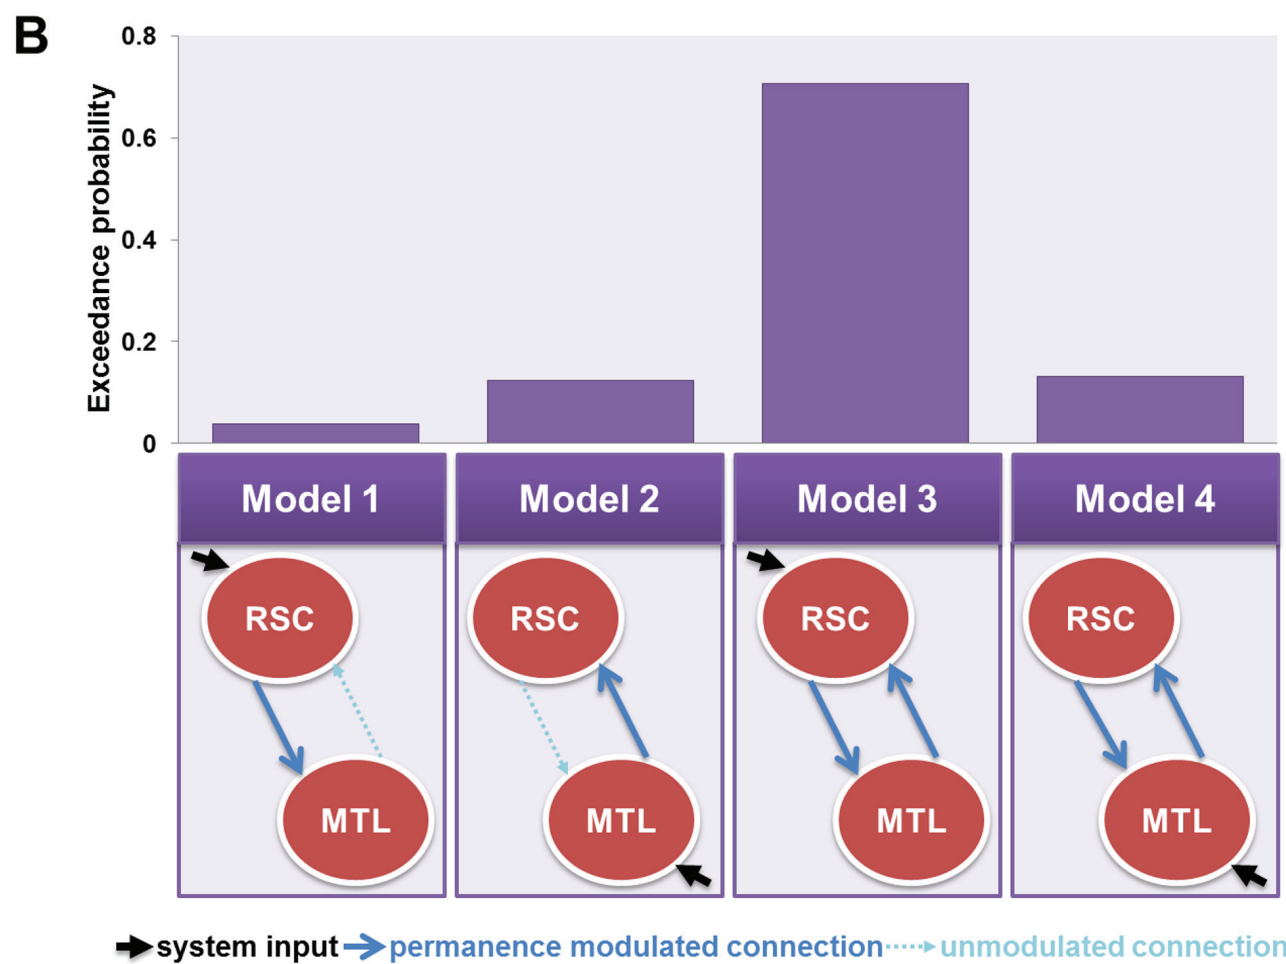 B
Exceedance probability
0.8
0.6
0.4
0.2
0
Model 1 Model 2 Model 3 Model 4
RSC RSC RSC RSC
MTL MTL MTL MTL
system input permanence modulated connection unmodulated connection